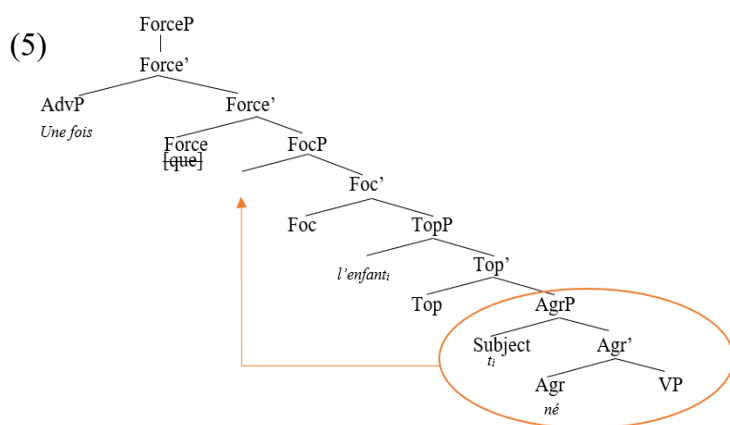 (5)
ForceP
Force’
AdvP Force’
Une fois
Force FocP
[que]
Foc’
Foc TopP
l’enfantᵢ Top’
Top AgrP
Subject Agr’
tᵢ
Agr VP
né